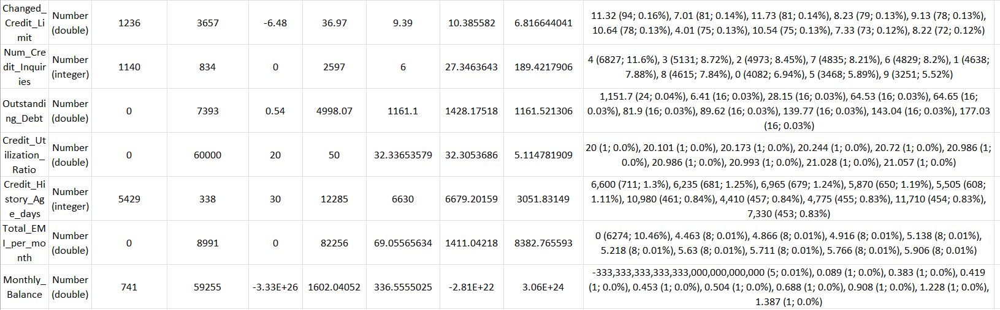 Changed_
Credit_Li
mit
Number
(double)
1236
3657
-6.48
36.97
9.39
10.385582
6.816644041
11.32 (94; 0.16%), 7.01 (81; 0.14%), 11.73 (81; 0.14%), 8.23 (79; 0.13%), 9.13 (78; 0.13%),
10.64 (78; 0.13%), 4.01 (75; 0.13%), 10.54 (75; 0.13%), 7.33 (73; 0.12%), 8.22 (72; 0.12%)
Num_Cre
dit_Inquir
ies
Number
(integer)
1140
834
0
2597
6
27.3463643
189.4217906
4 (6827; 11.6%), 3 (5131; 8.72%), 2 (4973; 8.45%), 7 (4835; 8.21%), 6 (4829; 8.2%), 1 (4638;
7.88%), 8 (4615; 7.84%), 0 (4082; 6.94%), 5 (3468; 5.89%), 9 (3251; 5.52%)
Outstandi
ng_Debt
Number
(double)
0
7393
0.54
4998.07
1161.1
1428.17518
1161.521306
1,151.7 (24; 0.04%), 6.41 (16; 0.03%), 28.15 (16; 0.03%), 64.53 (16; 0.03%), 64.65 (16;
0.03%), 81.9 (16; 0.03%), 89.62 (16; 0.03%), 139.77 (16; 0.03%), 143.04 (16; 0.03%), 177.03
(16; 0.03%)
Credit_Ut
ilization_
Ratio
Number
(double)
0
60000
20
50
32.33653579
32.3053686
5.114781909
20 (1; 0.0%), 20.101 (1; 0.0%), 20.173 (1; 0.0%), 20.244 (1; 0.0%), 20.72 (1; 0.0%), 20.986 (1;
0.0%), 20.986 (1; 0.0%), 20.993 (1; 0.0%), 21.028 (1; 0.0%), 21.057 (1; 0.0%)
Credit_Hi
story_Ag
e_days
Number
(integer)
5429
338
30
12285
6630
6679.20159
3051.83149
6,600 (711; 1.3%), 6,235 (681; 1.25%), 6,965 (679; 1.24%), 5,870 (650; 1.19%), 5,505 (608;
1.11%), 10,980 (461; 0.84%), 4,410 (457; 0.84%), 4,775 (455; 0.83%), 11,710 (454; 0.83%),
7,330 (453; 0.83%)
Total_EM
I_per_mo
nth
Number
(double)
0
8991
0
82256
69.05565634
1411.04218
8382.765593
0 (6274; 10.46%), 4.463 (8; 0.01%), 4.866 (8; 0.01%), 4.916 (8; 0.01%), 5.138 (8; 0.01%),
5.218 (8; 0.01%), 5.63 (8; 0.01%), 5.711 (8; 0.01%), 5.766 (8; 0.01%), 5.906 (8; 0.01%)
Monthly_
Balance
Number
(double)
741
59255
-3.33E+26
1602.04052
336.5555025
-2.81E+22
3.06E+24
-333,333,333,333,333,000,000,000,000 (5; 0.01%), 0.089 (1; 0.0%), 0.383 (1; 0.0%), 0.419
(1; 0.0%), 0.453 (1; 0.0%), 0.504 (1; 0.0%), 0.688 (1; 0.0%), 0.908 (1; 0.0%), 1.228 (1; 0.0%),
1.387 (1; 0.0%)